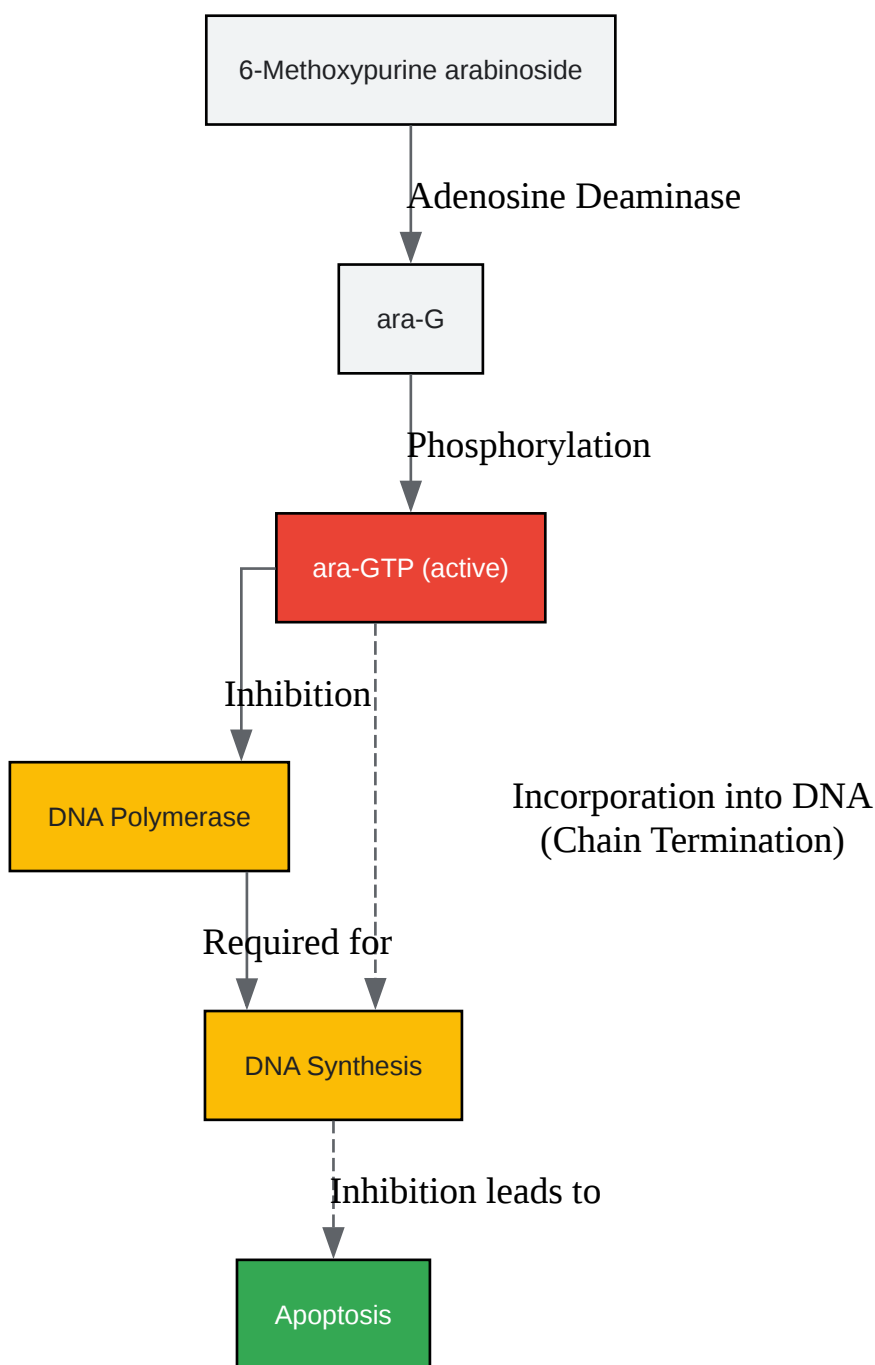 6-Methoxypurine arabinoside
Adenosine Deaminase
ara-G
Phosphorylation
ara-GTP (active)
Inhibition
DNA Polymerase
Incorporation into DNA
(Chain Termination)
Required for
DNA Synthesis
Inhibition leads to
Apoptosis